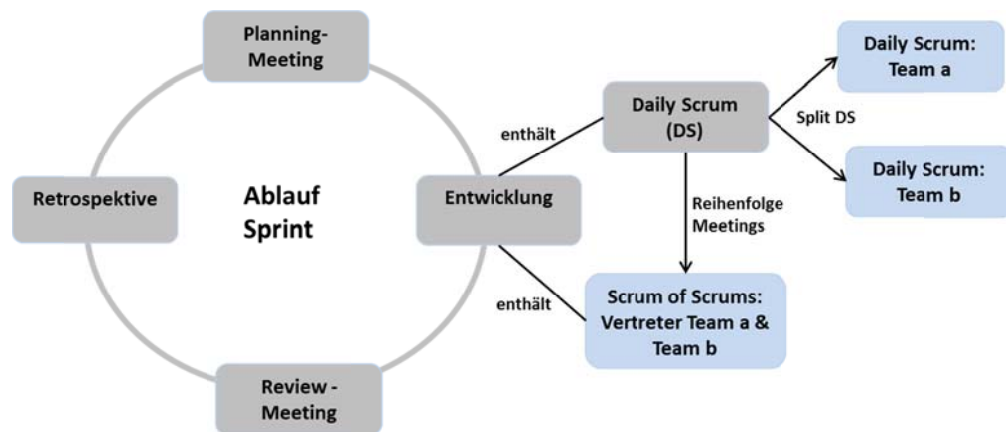 Planning-
Meeting
Retrospektive
Ablauf
Sprint
Entwicklung
Review -
Meeting
enthält
enthält
Daily Scrum
(DS)
Reihenfolge
Meetings
Scrum of Scrums:
Vertreter Team a &
Team b
Split DS
Daily Scrum:
Team a
Daily Scrum:
Team b